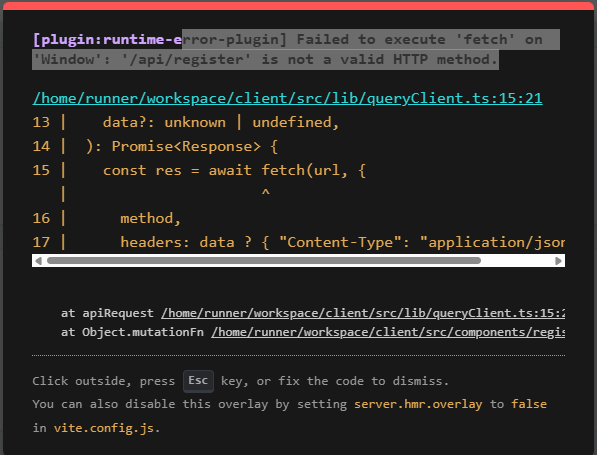 [plugin:runtime-error-plugin] Failed to execute 'fetch' on
'Window': '/api/register' is not a valid HTTP method.
/home/runner/workspace/client/src/lib/queryClient.ts:15:21
13 |    data?: unknown | undefined,
14 |  ): Promise<Response> {
15 |    const res = await fetch(url, {
   |                      ^
16 |      method,
17 |      headers: data ? { "Content-Type": "application/json
at apiRequest /home/runner/workspace/client/src/lib/queryClient.ts:15:2
at Object.mutationFn /home/runner/workspace/client/src/components/regis
Click outside, press Esc key, or fix the code to dismiss.
You can also disable this overlay by setting server.hmr.overlay to false
in vite.config.js.